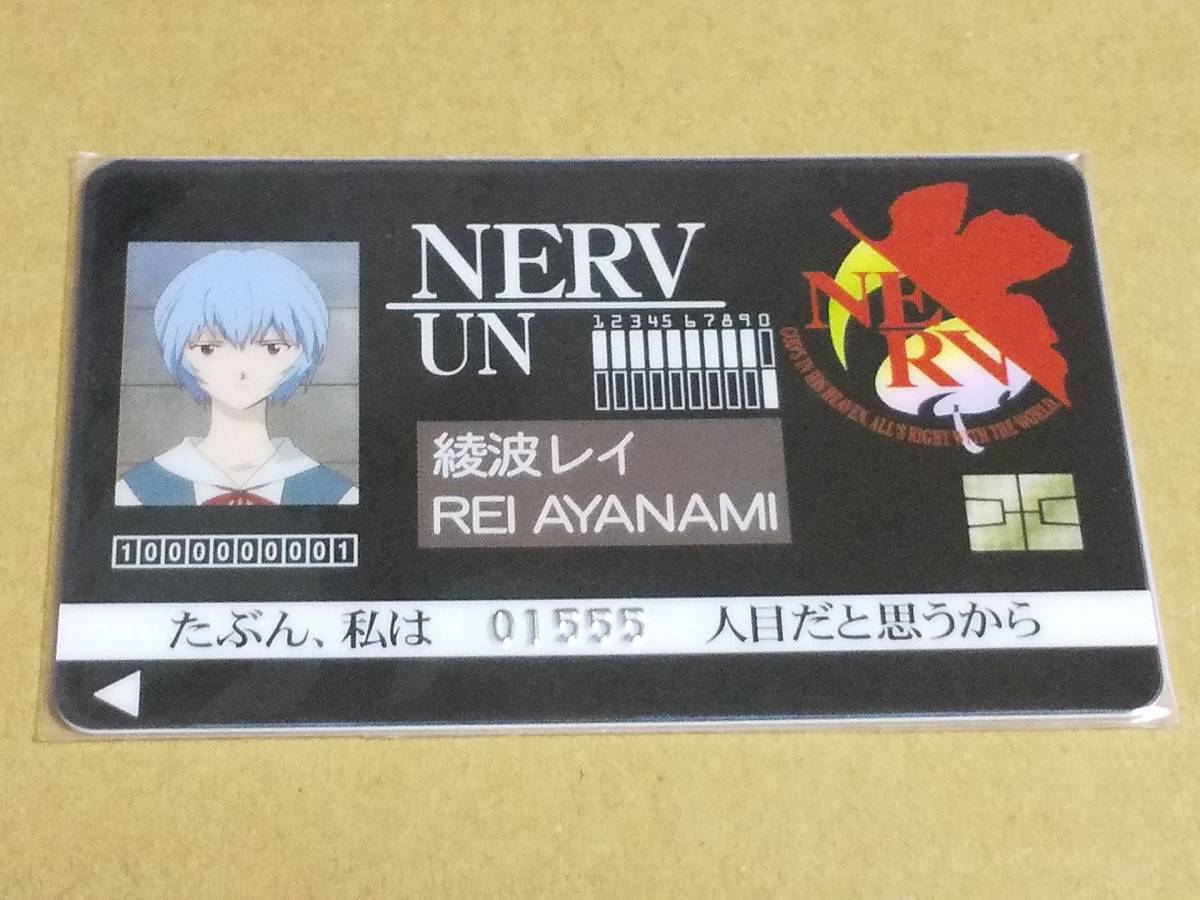 NERV
UN
1234567890
NERV
GOD'S IN HIS HEAVEN, ALL'S RIGHT WITH THE WORLD.
綾波レイ
REI AYANAMI
1000000001
たぶん、私は 01555 人目だと思うから